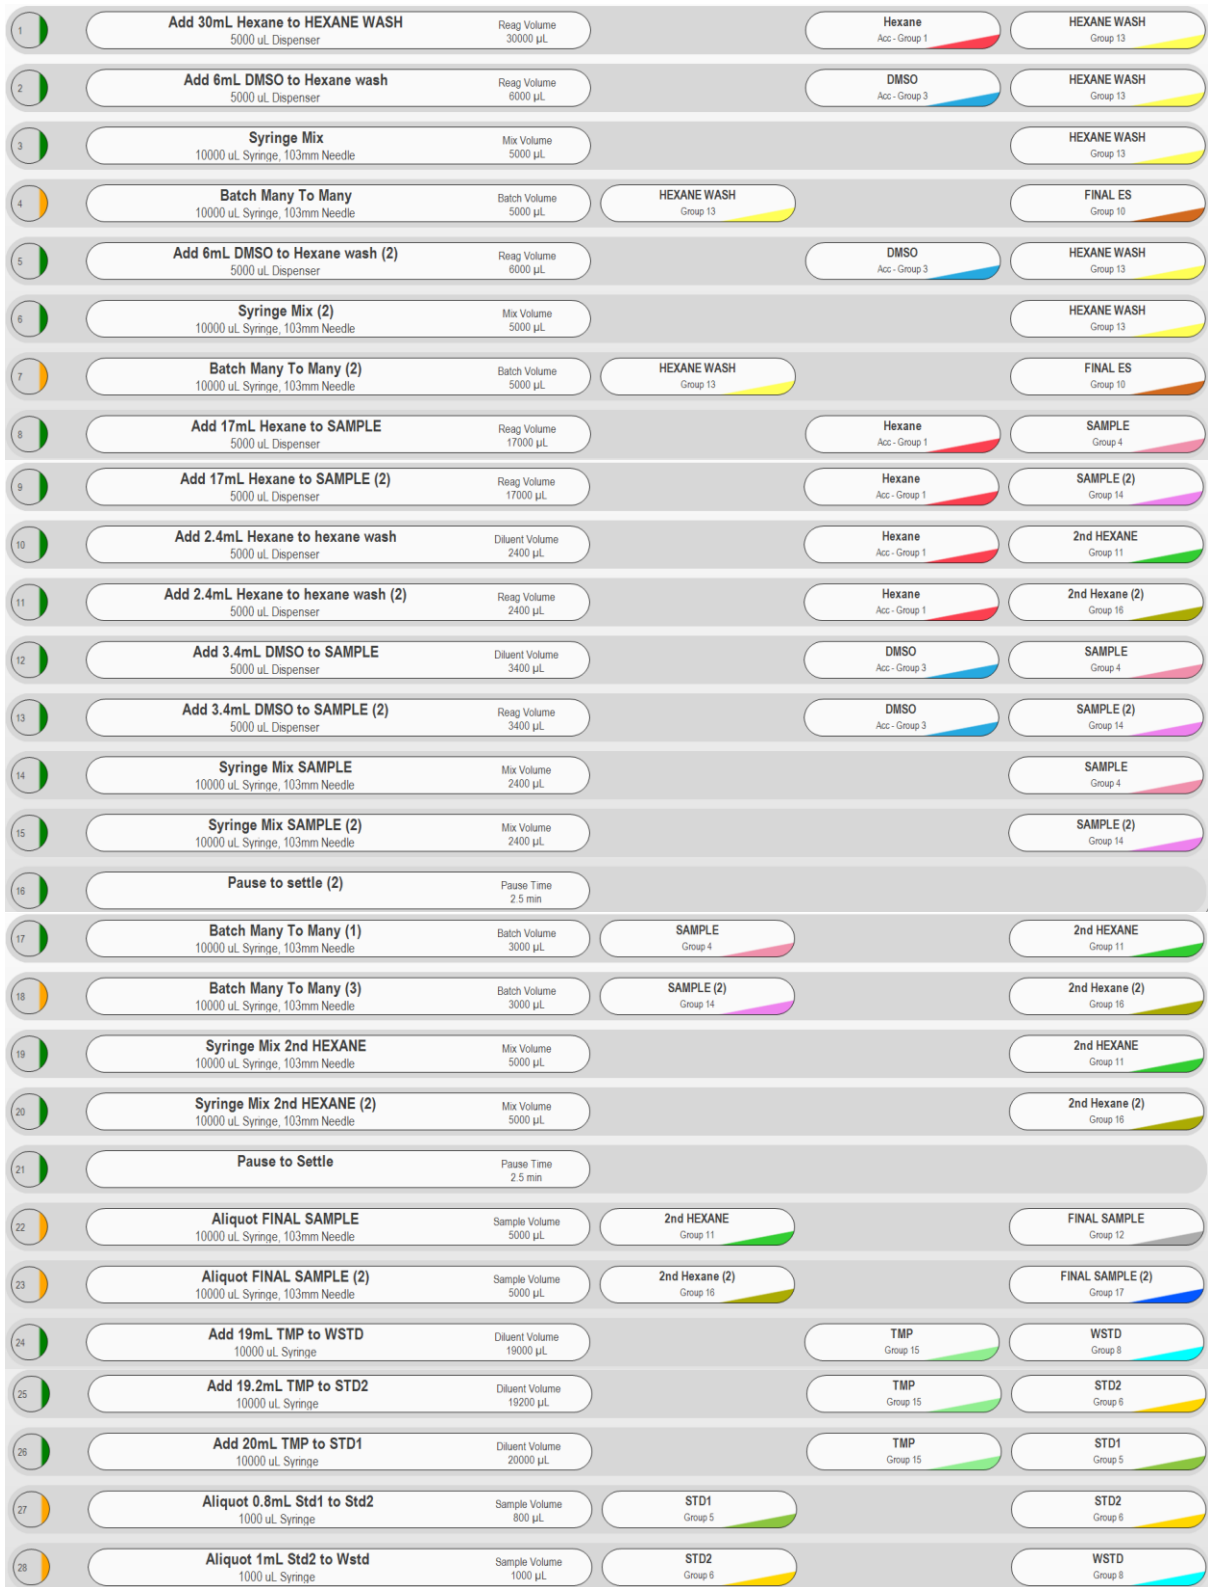 1
Add 30mL Hexane to HEXANE WASH
5000 uL Dispenser
Reag Volume
30000 µL
Hexane
Acc - Group 1
HEXANE WASH
Group 13
2
Add 6mL DMSO to Hexane wash
5000 uL Dispenser
Reag Volume
6000 µL
DMSO
Acc - Group 3
HEXANE WASH
Group 13
3
Syringe Mix
10000 uL Syringe, 103mm Needle
Mix Volume
5000 µL
HEXANE WASH
Group 13
4
Batch Many To Many
10000 uL Syringe, 103mm Needle
Batch Volume
5000 µL
HEXANE WASH
Group 13
FINAL ES
Group 10
5
Add 6mL DMSO to Hexane wash (2)
5000 uL Dispenser
Reag Volume
6000 µL
DMSO
Acc - Group 3
HEXANE WASH
Group 13
6
Syringe Mix (2)
10000 uL Syringe, 103mm Needle
Mix Volume
5000 µL
HEXANE WASH
Group 13
7
Batch Many To Many (2)
10000 uL Syringe, 103mm Needle
Batch Volume
5000 µL
HEXANE WASH
Group 13
FINAL ES
Group 10
8
Add 17mL Hexane to SAMPLE
5000 uL Dispenser
Reag Volume
17000 µL
Hexane
Acc - Group 1
SAMPLE
Group 4
9
Add 17mL Hexane to SAMPLE (2)
5000 uL Dispenser
Reag Volume
17000 µL
Hexane
Acc - Group 1
SAMPLE (2)
Group 14
10
Add 2.4mL Hexane to hexane wash
5000 uL Dispenser
Diluent Volume
2400 µL
Hexane
Acc - Group 1
2nd HEXANE
Group 11
11
Add 2.4mL Hexane to hexane wash (2)
5000 uL Dispenser
Reag Volume
2400 µL
Hexane
Acc - Group 1
2nd Hexane (2)
Group 16
12
Add 3.4mL DMSO to SAMPLE
5000 uL Dispenser
Diluent Volume
3400 µL
DMSO
Acc - Group 3
SAMPLE
Group 4
13
Add 3.4mL DMSO to SAMPLE (2)
5000 uL Dispenser
Reag Volume
3400 µL
DMSO
Acc - Group 3
SAMPLE (2)
Group 14
14
Syringe Mix SAMPLE
10000 uL Syringe, 103mm Needle
Mix Volume
2400 µL
SAMPLE
Group 4
15
Syringe Mix SAMPLE (2)
10000 uL Syringe, 103mm Needle
Mix Volume
2400 µL
SAMPLE (2)
Group 14
16
Pause to settle (2)
Pause Time
2.5 min
17
Batch Many To Many (1)
10000 uL Syringe, 103mm Needle
Batch Volume
3000 µL
SAMPLE
Group 4
2nd HEXANE
Group 11
18
Batch Many To Many (3)
10000 uL Syringe, 103mm Needle
Batch Volume
3000 µL
SAMPLE (2)
Group 14
2nd Hexane (2)
Group 16
19
Syringe Mix 2nd HEXANE
10000 uL Syringe, 103mm Needle
Mix Volume
5000 µL
2nd HEXANE
Group 11
20
Syringe Mix 2nd HEXANE (2)
10000 uL Syringe, 103mm Needle
Mix Volume
5000 µL
2nd Hexane (2)
Group 16
21
Pause to Settle
Pause Time
2.5 min
22
Aliquot FINAL SAMPLE
10000 uL Syringe, 103mm Needle
Sample Volume
5000 µL
2nd HEXANE
Group 11
FINAL SAMPLE
Group 12
23
Aliquot FINAL SAMPLE (2)
10000 uL Syringe, 103mm Needle
Sample Volume
5000 µL
2nd Hexane (2)
Group 16
FINAL SAMPLE (2)
Group 17
24
Add 19mL TMP to WSTD
10000 uL Syringe
Diluent Volume
19000 µL
TMP
Group 15
WSTD
Group 8
25
Add 19.2mL TMP to STD2
10000 uL Syringe
Diluent Volume
19200 µL
TMP
Group 15
STD2
Group 6
26
Add 20mL TMP to STD1
10000 uL Syringe
Diluent Volume
20000 µL
TMP
Group 15
STD1
Group 5
27
Aliquot 0.8mL Std1 to Std2
1000 uL Syringe
Sample Volume
800 µL
STD1
Group 5
STD2
Group 6
28
Aliquot 1mL Std2 to Wstd
1000 uL Syringe
Sample Volume
1000 µL
STD2
Group 6
WSTD
Group 8